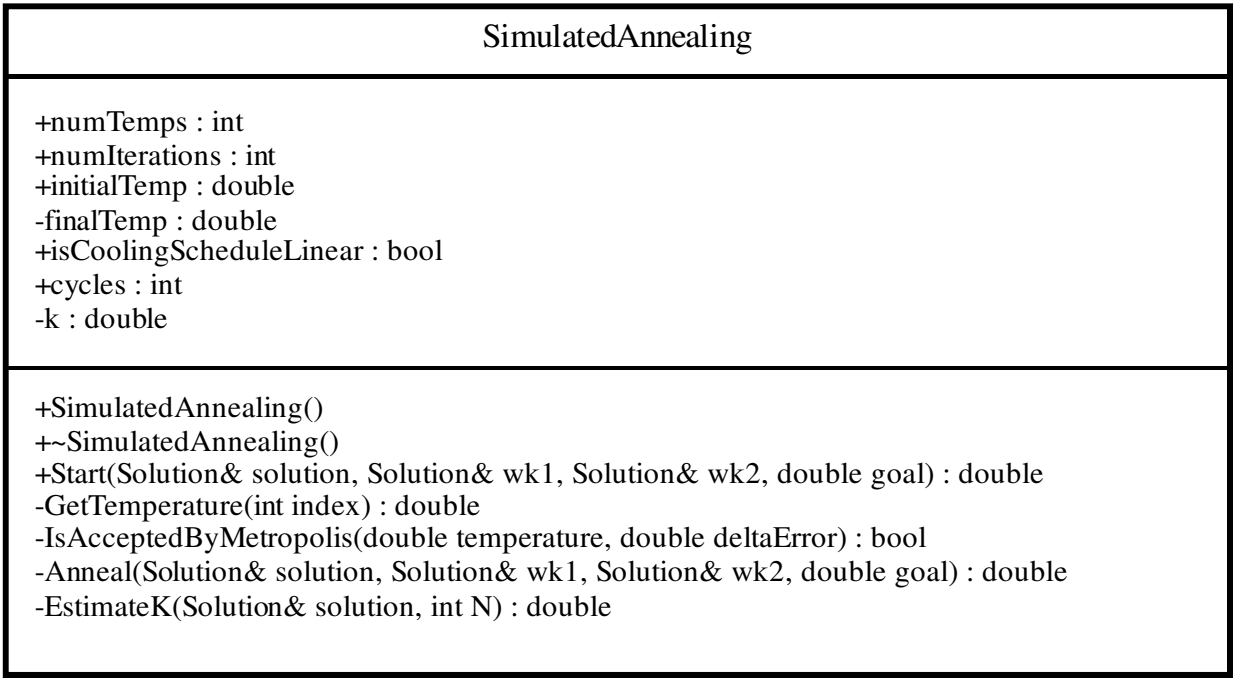 SimulatedAnnealing
+numTemps : int
+numIterations : int
+initialTemp : double
-finalTemp : double
+isCoolingScheduleLinear : bool
+cycles : int
-k : double
+SimulatedAnnealing()
+~SimulatedAnnealing()
+Start(Solution& solution, Solution& wk1, Solution& wk2, double goal) : double
-GetTemperature(int index) : double
-IsAcceptedByMetropolis(double temperature, double deltaError) : bool
-Anneal(Solution& solution, Solution& wk1, Solution& wk2, double goal) : double
-EstimateK(Solution& solution, int N) : double